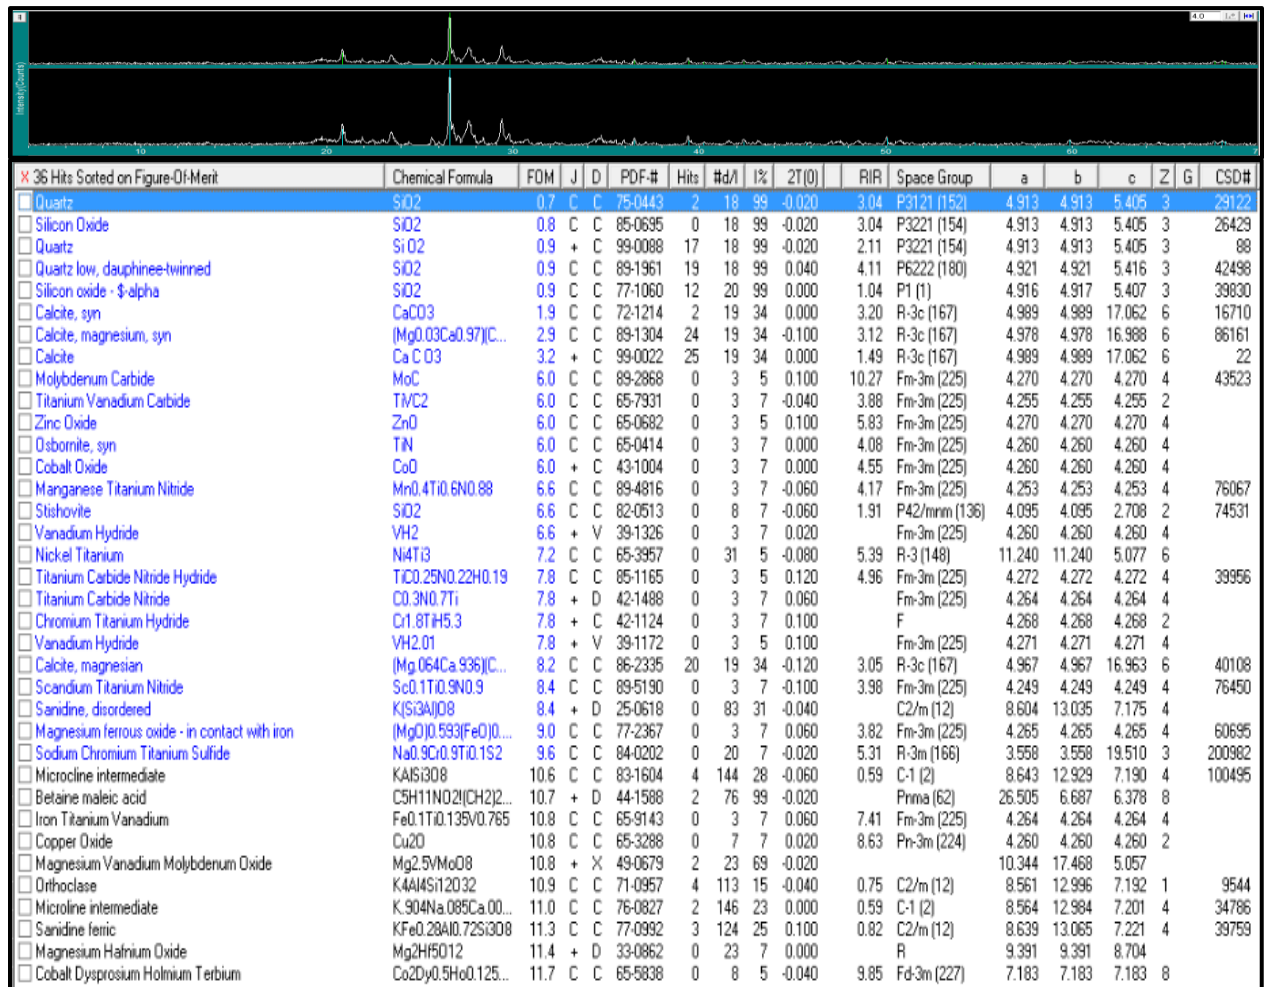 4.0
Intensity(Counts)
10 20 30 40 50 60 7
X 36 Hits Sorted on Figure-Of-Merit Chemical Formula FOM J D PDF-# Hits #d/I I% 2T(0) RIR Space Group a b c Z G CSD#
Quartz SiO2 0.7 C C 75-0443 2 18 99 -0.020 3.04 P3121 (152) 4.913 4.913 5.405 3 29122
Silicon Oxide SiO2 0.8 C C 85-0695 0 18 99 -0.020 3.04 P3221 (154) 4.913 4.913 5.405 3 26429
Quartz Si O2 0.9 + C 99-0088 17 18 99 -0.020 2.11 P3221 (154) 4.913 4.913 5.405 3 88
Quartz low, dauphinee-twinned SiO2 0.9 C C 89-1961 19 18 99 0.040 4.11 P6222 (180) 4.921 4.921 5.416 3 42498
Silicon oxide - $-alpha SiO2 0.9 C C 77-1060 12 20 99 0.000 1.04 P1 (1) 4.916 4.917 5.407 3 39830
Calcite, syn CaCO3 1.9 C C 72-1214 2 19 34 0.000 3.20 R-3c (167) 4.989 4.989 17.062 6 16710
Calcite, magnesium, syn (Mg0.03Ca0.97)(C... 2.9 C C 89-1304 24 19 34 -0.100 3.12 R-3c (167) 4.978 4.978 16.988 6 86161
Calcite Ca C O3 3.2 + C 99-0022 25 19 34 0.000 1.49 R-3c (167) 4.989 4.989 17.062 6 22
Molybdenum Carbide MoC 6.0 C C 89-2868 0 3 5 0.100 10.27 Fm-3m (225) 4.270 4.270 4.270 4 43523
Titanium Vanadium Carbide TiVC2 6.0 C C 65-7931 0 3 7 -0.040 3.88 Fm-3m (225) 4.255 4.255 4.255 2
Zinc Oxide ZnO 6.0 C C 65-0682 0 3 5 0.100 5.83 Fm-3m (225) 4.270 4.270 4.270 4
Osbornite, syn TiN 6.0 C C 65-0414 0 3 7 0.000 4.08 Fm-3m (225) 4.260 4.260 4.260 4
Cobalt Oxide CoO 6.0 + C 43-1004 0 3 7 0.000 4.55 Fm-3m (225) 4.260 4.260 4.260 4
Manganese Titanium Nitride Mn0.4Ti0.6N0.88 6.6 C C 89-4816 0 3 7 -0.060 4.17 Fm-3m (225) 4.253 4.253 4.253 4 76067
Stishovite SiO2 6.6 C C 82-0513 0 8 7 -0.060 1.91 P42/mnm (136) 4.095 4.095 2.708 2 74531
Vanadium Hydride VH2 6.6 + V 39-1326 0 3 7 0.020 Fm-3m (225) 4.260 4.260 4.260 4
Nickel Titanium Ni4Ti3 7.2 C C 65-3957 0 31 5 -0.080 5.39 R-3 (148) 11.240 11.240 5.077 6
Titanium Carbide Nitride Hydride TiC0.25N0.22H0.19 7.8 C C 85-1165 0 3 5 0.120 4.96 Fm-3m (225) 4.272 4.272 4.272 4 39956
Titanium Carbide Nitride C0.3N0.7Ti 7.8 + D 42-1488 0 3 7 0.060 Fm-3m (225) 4.264 4.264 4.264 4
Chromium Titanium Hydride Cr1.8TiH5.3 7.8 + C 42-1124 0 3 7 0.100 F 4.268 4.268 4.268 2
Vanadium Hydride VH2.01 7.8 + V 39-1172 0 3 5 0.100 Fm-3m (225) 4.271 4.271 4.271 4
Calcite, magnesian (Mg.064Ca.936)(C... 8.2 C C 86-2335 20 19 34 -0.120 3.05 R-3c (167) 4.967 4.967 16.963 6 40108
Scandium Titanium Nitride Sc0.1Ti0.9N0.9 8.4 C C 89-5190 0 3 7 -0.100 3.98 Fm-3m (225) 4.249 4.249 4.249 4 76450
Sanidine, disordered K(Si3Al)O8 8.4 + D 25-0618 0 83 31 -0.040 C2/m (12) 8.604 13.035 7.175 4
Magnesium ferrous oxide - in contact with iron (MgO)0.593(FeO)0.... 9.0 C C 77-2367 0 3 7 0.060 3.82 Fm-3m (225) 4.265 4.265 4.265 4 60695
Sodium Chromium Titanium Sulfide Na0.9Cr0.9Ti0.1S2 9.6 C C 84-0202 0 20 7 -0.020 5.31 R-3m (166) 3.558 3.558 19.510 3 200982
Microcline intermediate KAlSi3O8 10.6 C C 83-1604 4 144 28 -0.060 0.59 C-1 (2) 8.643 12.929 7.190 4 100495
Betaine maleic acid C5H11NO2!(CH2)2... 10.7 + D 44-1588 2 76 99 -0.020 Pnma (62) 26.505 6.687 6.378 8
Iron Titanium Vanadium Fe0.1Ti0.135V0.765 10.8 C C 65-9143 0 3 7 0.060 7.41 Fm-3m (225) 4.264 4.264 4.264 4
Copper Oxide Cu2O 10.8 C C 65-3288 0 7 7 0.020 8.63 Pn-3m (224) 4.260 4.260 4.260 2
Magnesium Vanadium Molybdenum Oxide Mg2.5VMoO8 10.8 + X 49-0679 2 23 69 -0.020 10.344 17.468 5.057
Orthoclase K4Al4Si12O32 10.9 C C 71-0957 4 113 15 -0.040 0.75 C2/m (12) 8.561 12.996 7.192 1 9544
Microline intermediate K.904Na.085Ca.00... 11.0 C C 76-0827 2 146 23 0.000 0.59 C-1 (2) 8.564 12.984 7.201 4 34786
Sanidine ferric KFe0.28Al0.72Si3O8 11.3 C C 77-0992 3 124 25 0.100 0.82 C2/m (12) 8.639 13.065 7.221 4 39759
Magnesium Hafnium Oxide Mg2Hf5O12 11.4 + D 33-0862 0 23 7 0.000 R 9.391 9.391 8.704
Cobalt Dysprosium Holmium Terbium Co2Dy0.5Ho0.125... 11.7 C C 65-5838 0 8 5 -0.040 9.85 Fd-3m (227) 7.183 7.183 7.183 8